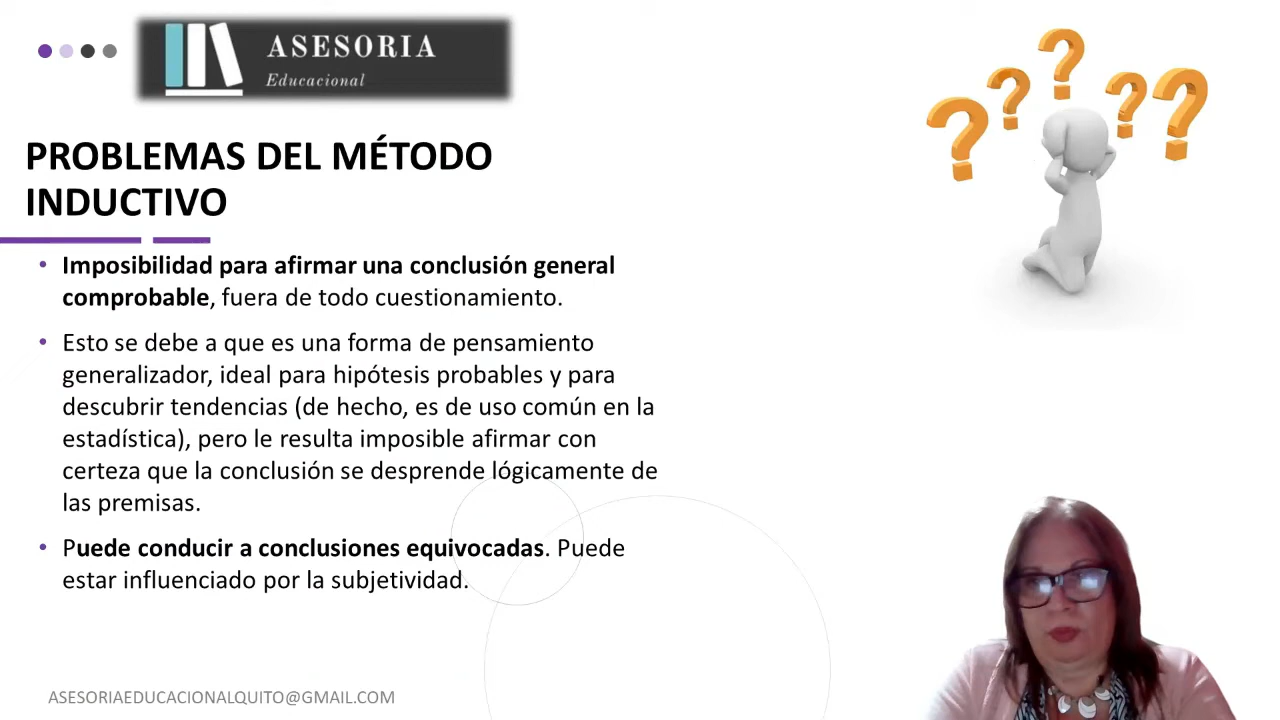 ASESORIA
Educacional
PROBLEMAS DEL MÉTODO
INDUCTIVO
• Imposibilidad para afirmar una conclusión general
comprobable, fuera de todo cuestionamiento.
• Esto se debe a que es una forma de pensamiento
generalizador, ideal para hipótesis probables y para
descubrir tendencias (de hecho, es de uso común en la
estadística), pero le resulta imposible afirmar con
certeza que la conclusión se desprende lógicamente de
las premisas.
• Puede conducir a conclusiones equivocadas. Puede
estar influenciado por la subjetividad.
ASESORIAEDUCACIONALQUITO@GMAIL.COM
? ? ? ? ?